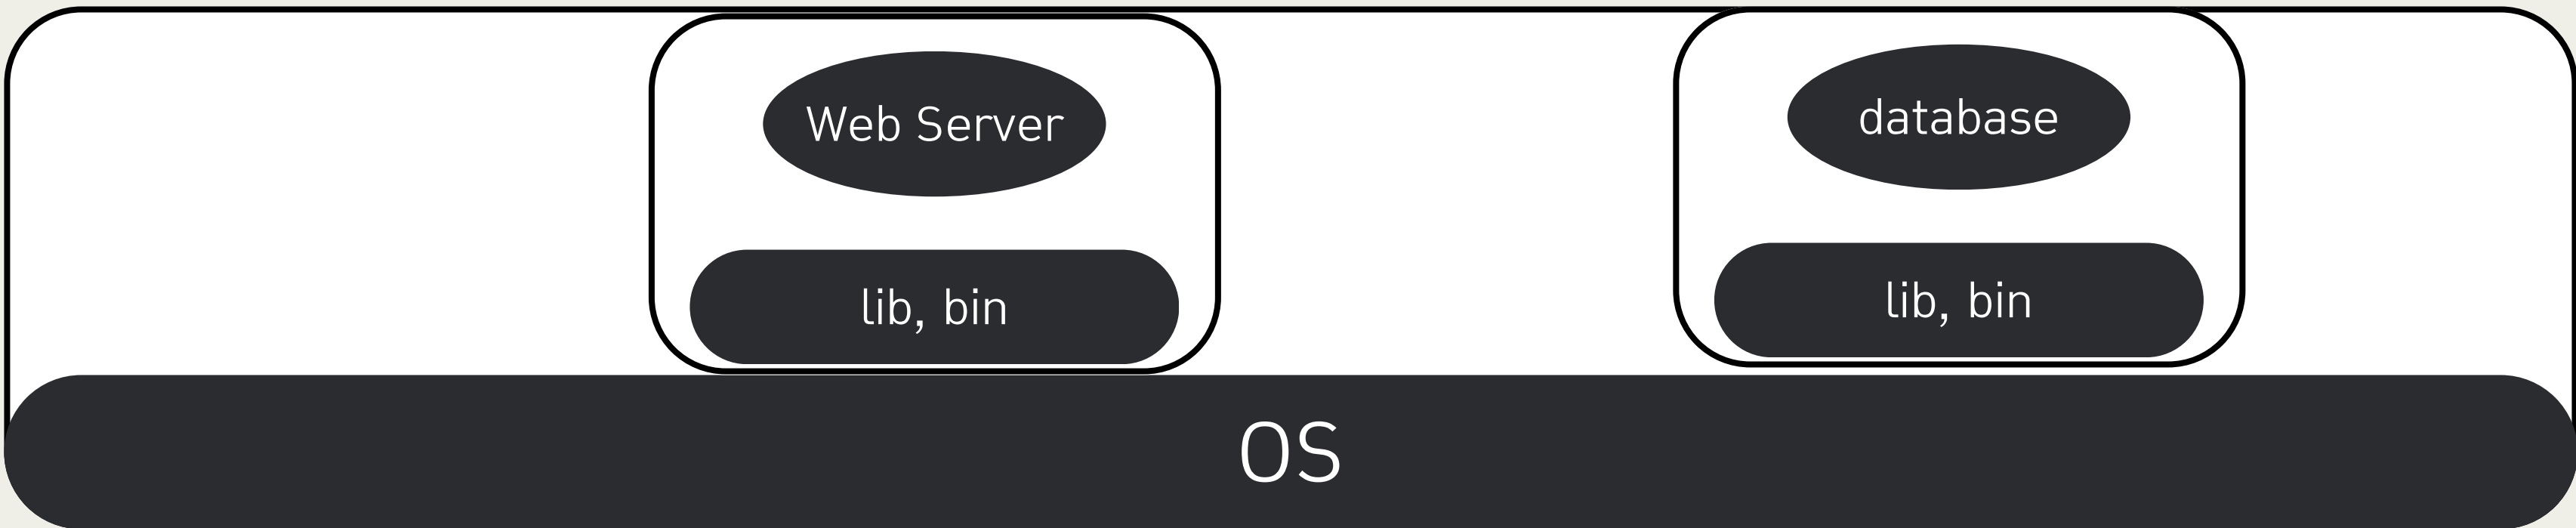 Web Server
database
lib, bin
lib, bin
OS